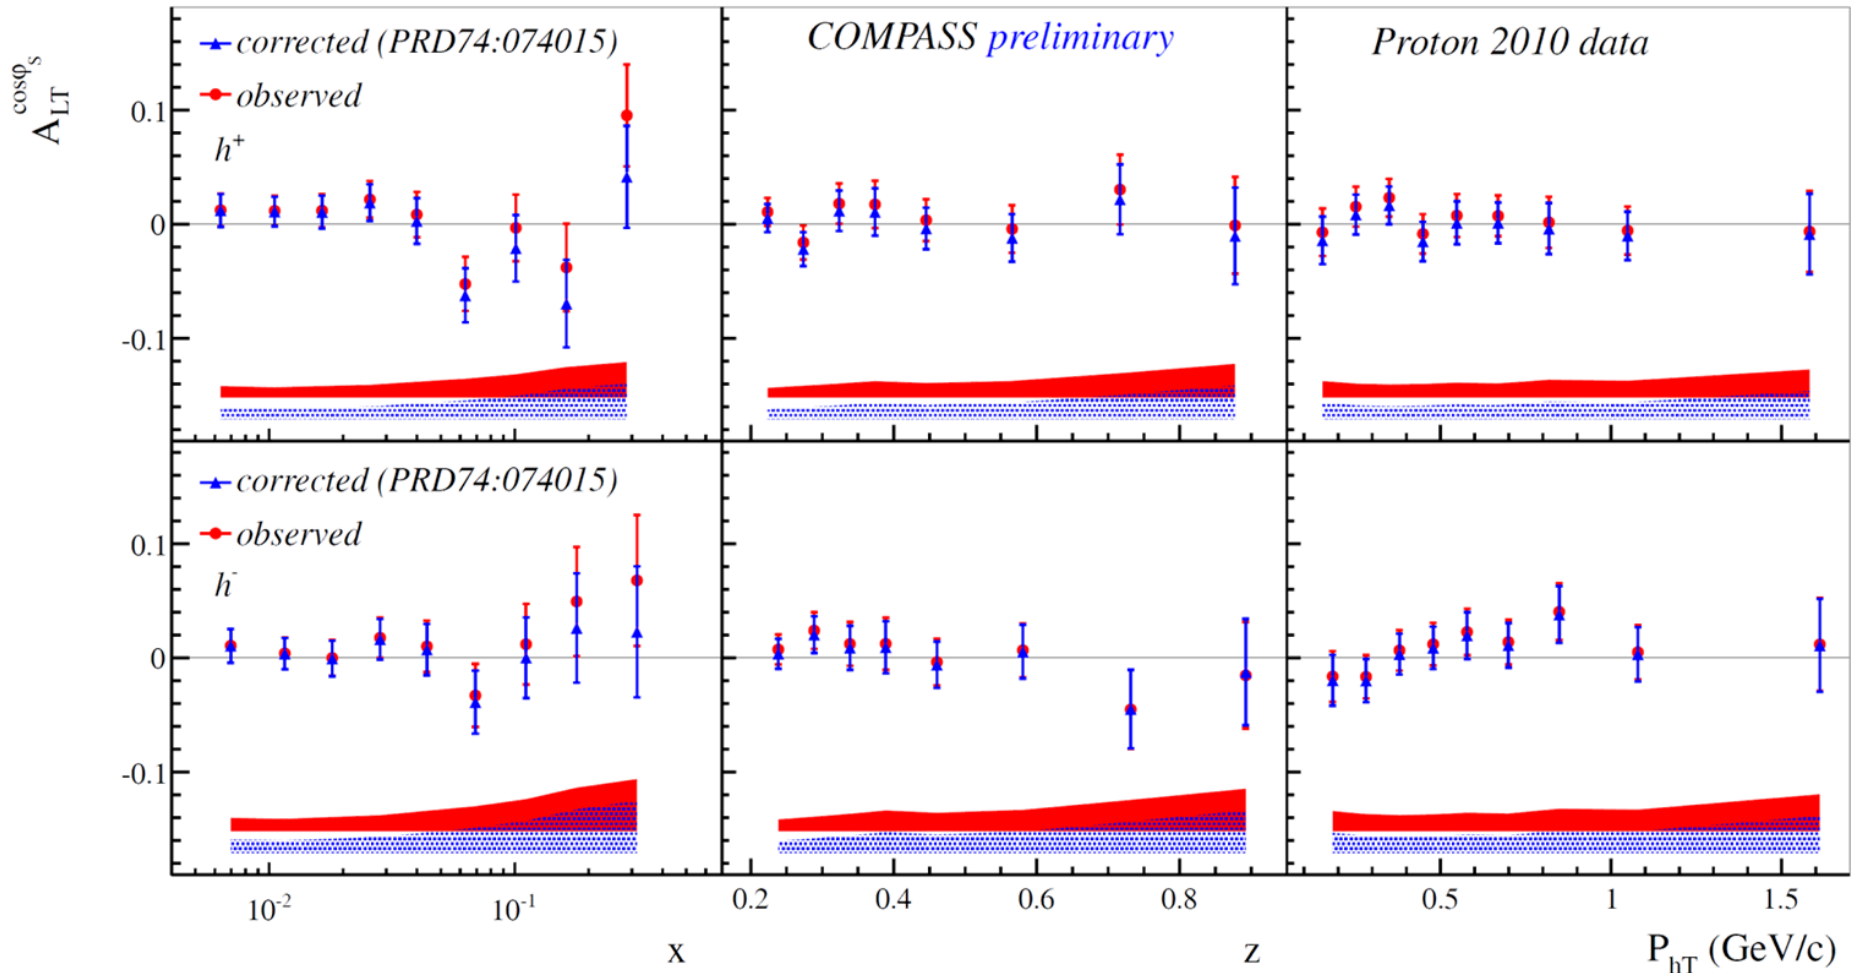 A_LT^cosφ_s
corrected (PRD74:074015)
observed
h⁺
COMPASS preliminary
Proton 2010 data
0.1
0
-0.1
corrected (PRD74:074015)
observed
h⁻
0.1
0
-0.1
10⁻² 10⁻¹
0.2 0.4 0.6 0.8
0.5 1 1.5
x
z
P_hT (GeV/c)